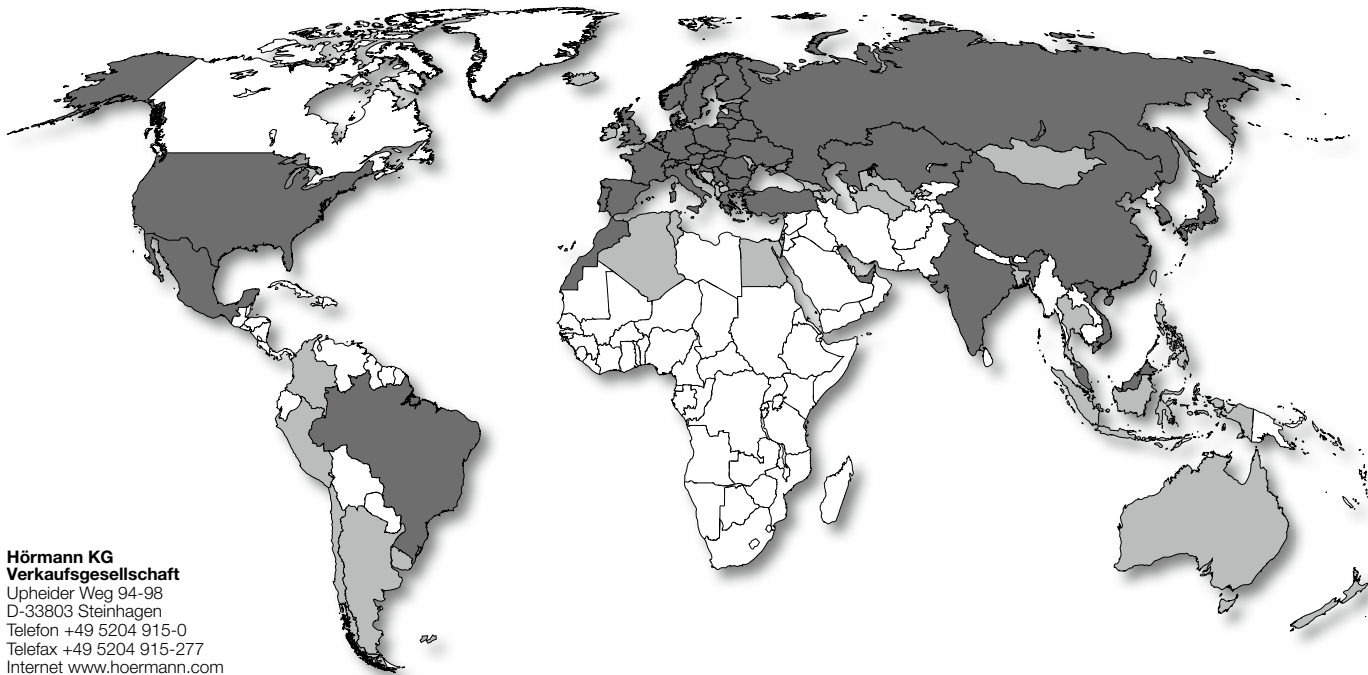 Hörmann KG
Verkaufsgesellschaft
Upheider Weg 94-98
D-33803 Steinhagen
Telefon +49 5204 915-0
Telefax +49 5204 915-277
Internet www.hoermann.com